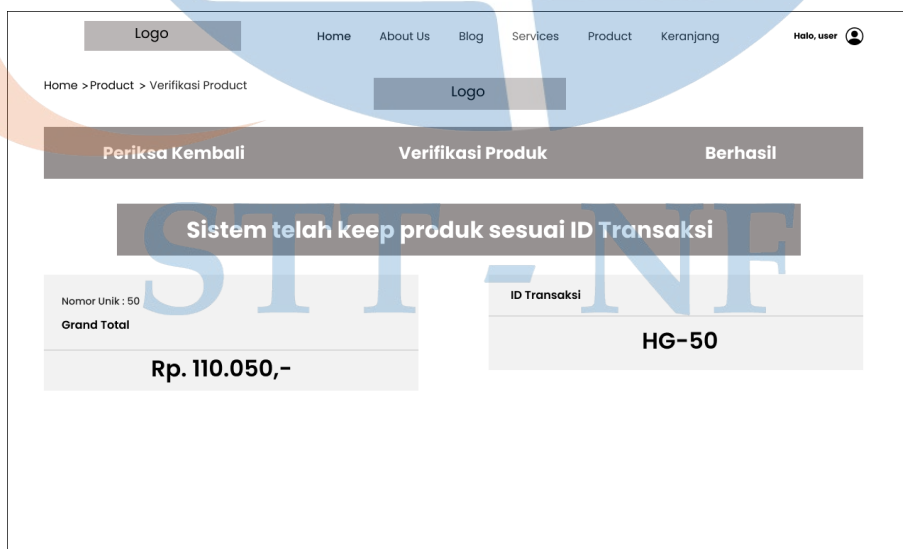 Logo
Home About Us Blog Services Product Keranjang Halo, user
Home > Product > Verifikasi Product
Logo
Periksa Kembali Verifikasi Produk Berhasil
Sistem telah keep produk sesuai ID Transaksi
STT - NF
Nomor Unik : 50
Grand Total
Rp. 110.050,-
ID Transaksi
HG-50